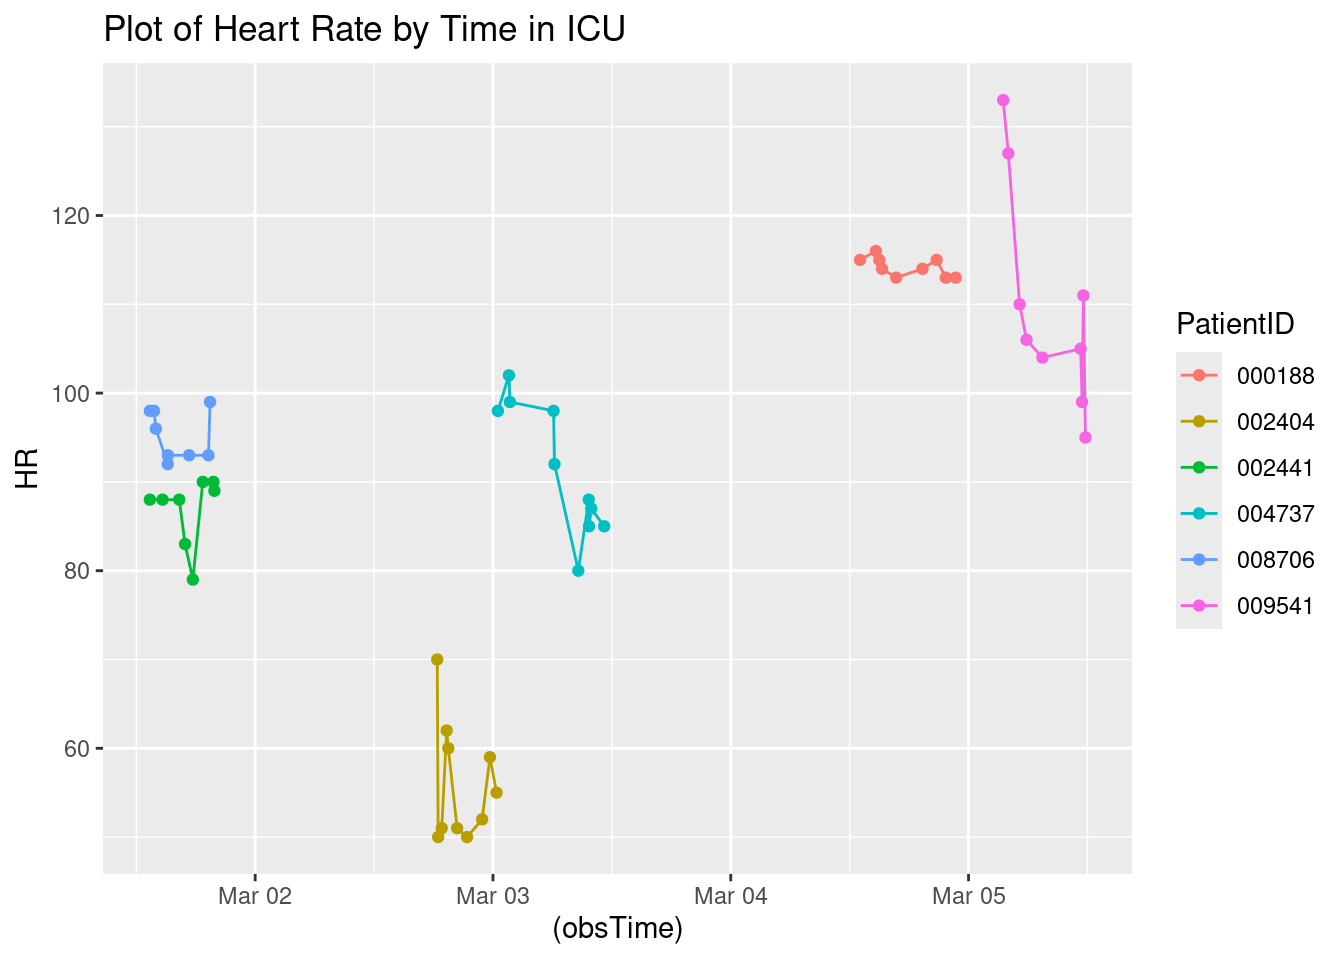 Plot of Heart Rate by Time in ICU
HR
120
100
80
60
Mar 02
Mar 03
Mar 04
Mar 05
(obsTime)
PatientID
000188
002404
002441
004737
008706
009541